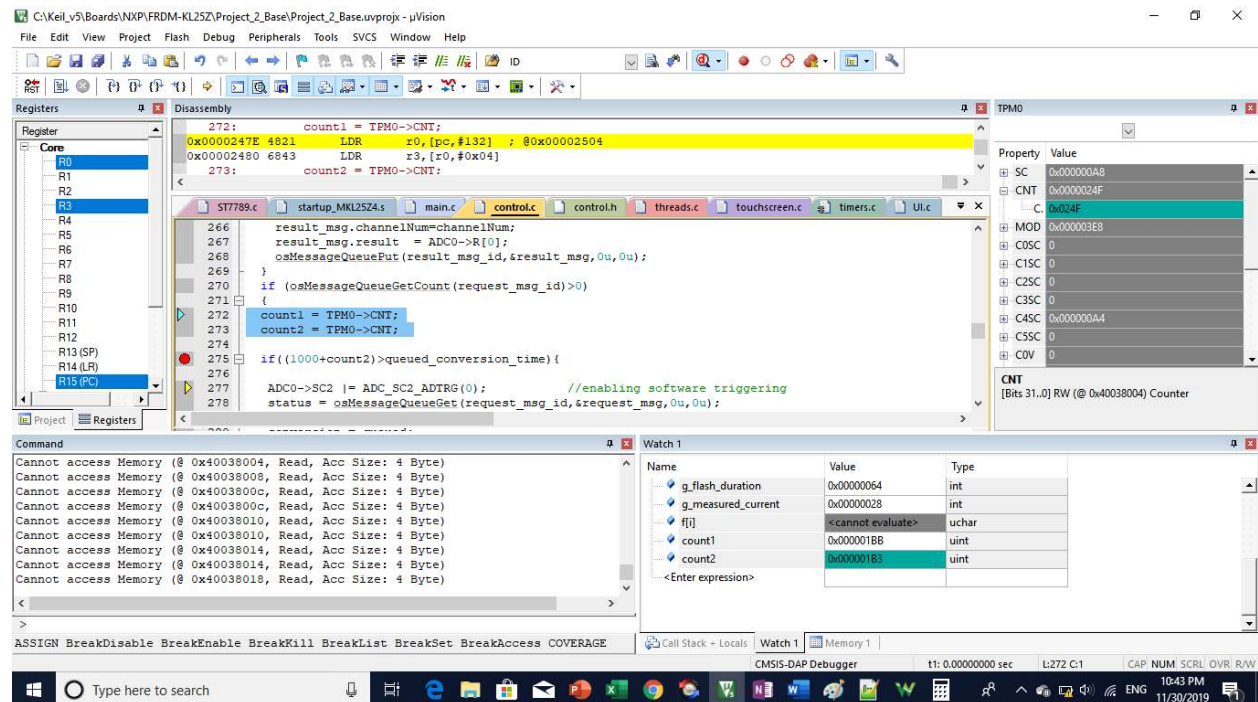 C:\Keil_v5\Boards\NXP\FRDM-KL25Z\Project_2_Base\Project_2_Base.uvprojx - µVision
File Edit View Project Flash Debug Peripherals Tools SVCS Window Help
ID
Registers
Register
Core
R0
R1
R2
R3
R4
R5
R6
R7
R8
R9
R10
R11
R12
R13 (SP)
R14 (LR)
R15 (PC)
Project Registers
Disassembly
272: count1 = TPM0->CNT;
0x0000247E 4821 LDR r0,[pc,#132] ; @0x00002504
0x00002480 6843 LDR r3,[r0,#0x04]
273: count2 = TPM0->CNT;
ST7789.c startup_MKL25Z4.s main.c control.c control.h threads.c touchscreen.c timers.c UI.c
266 result_msg.channelNum=channelNum;
267 result_msg.result = ADC0->R[0];
268 osMessageQueuePut(result_msg_id,&result_msg,0u,0u);
269 }
270 if (osMessageQueueGetCount(request_msg_id)>0)
271 {
272 count1 = TPM0->CNT;
273 count2 = TPM0->CNT;
274
275 if((1000+count2)>queued_conversion_time){
276
277 ADC0->SC2 |= ADC_SC2_ADTRG(0); //enabling software triggering
278 status = osMessageQueueGet(request_msg_id,&request_msg,0u,0u);
TPM0
Property Value
SC 0x000000A8
CNT 0x0000024F
C. 0x024F
MOD 0x000003E8
C0SC 0
C1SC 0
C2SC 0
C3SC 0
C4SC 0x000000A4
C5SC 0
C0V 0
CNT
[Bits 31..0] RW (@ 0x40038004) Counter
Command
Cannot access Memory (@ 0x40038004, Read, Acc Size: 4 Byte)
Cannot access Memory (@ 0x40038008, Read, Acc Size: 4 Byte)
Cannot access Memory (@ 0x4003800c, Read, Acc Size: 4 Byte)
Cannot access Memory (@ 0x4003800c, Read, Acc Size: 4 Byte)
Cannot access Memory (@ 0x40038010, Read, Acc Size: 4 Byte)
Cannot access Memory (@ 0x40038010, Read, Acc Size: 4 Byte)
Cannot access Memory (@ 0x40038014, Read, Acc Size: 4 Byte)
Cannot access Memory (@ 0x40038014, Read, Acc Size: 4 Byte)
Cannot access Memory (@ 0x40038018, Read, Acc Size: 4 Byte)
>
ASSIGN BreakDisable BreakEnable BreakKill BreakList BreakSet BreakAccess COVERAGE
Watch 1
Name Value Type
g_flash_duration 0x00000064 int
g_measured_current 0x00000028 int
f[i] <cannot evaluate> uchar
count1 0x000001BB uint
count2 0x000001B3 uint
<Enter expression>
Call Stack + Locals Watch 1 Memory 1
CMSIS-DAP Debugger t1: 0.00000000 sec L:272 C:1 CAP NUM SCRL OVR R/W
Type here to search
ENG
10:43 PM
11/30/2019